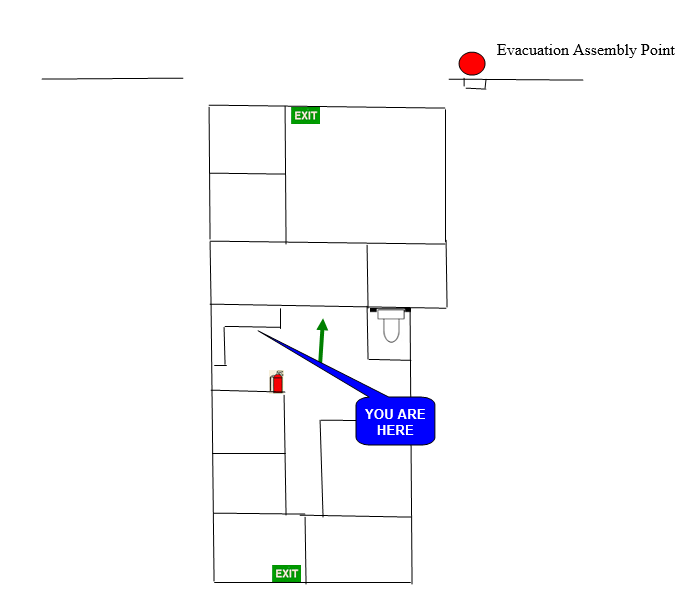 Evacuation Assembly Point
EXIT
YOU ARE
HERE
EXIT